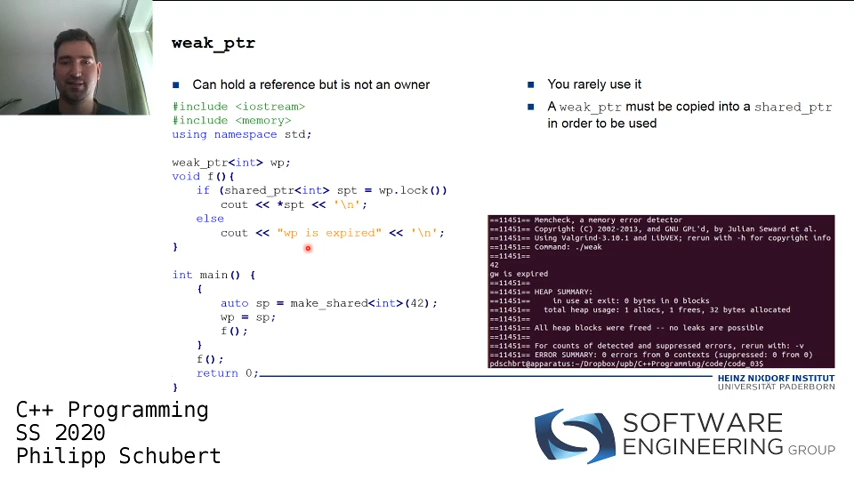 weak_ptr
Can hold a reference but is not an owner
#include <iostream>
#include <memory>
using namespace std;
weak_ptr<int> wp;
void f(){
if (shared_ptr<int> spt = wp.lock())
cout << *spt << '\n';
else
cout << "wp is expired" << '\n';
}
int main() {
{
auto sp = make_shared<int>(42);
wp = sp;
f();
}
f();
return 0;
}
You rarely use it
A weak_ptr must be copied into a shared_ptr
in order to be used
==11451== Memcheck, a memory error detector
==11451== Copyright (C) 2002-2013, and GNU GPL'd, by Julian Seward et al.
==11451== Using Valgrind-3.10.1 and LibVEX; rerun with -h for copyright info
==11451== Command: ./weak
==11451==
42
gw is expired
==11451==
==11451== HEAP SUMMARY:
==11451== in use at exit: 0 bytes in 0 blocks
==11451== total heap usage: 1 allocs, 1 frees, 32 bytes allocated
==11451==
==11451== All heap blocks were freed -- no leaks are possible
==11451==
==11451== For counts of detected and suppressed errors, rerun with: -v
==11451== ERROR SUMMARY: 0 errors from 0 contexts (suppressed: 0 from 0)
pdschbrt@apparatus:~/Dropbox/upb/C++ Programming/code/code_03$
HEINZ NIXDORF INSTITUT
UNIVERSITÄT PADERBORN
C++ Programming
SS 2020
Philipp Schubert
SOFTWARE
ENGINEERING GROUP